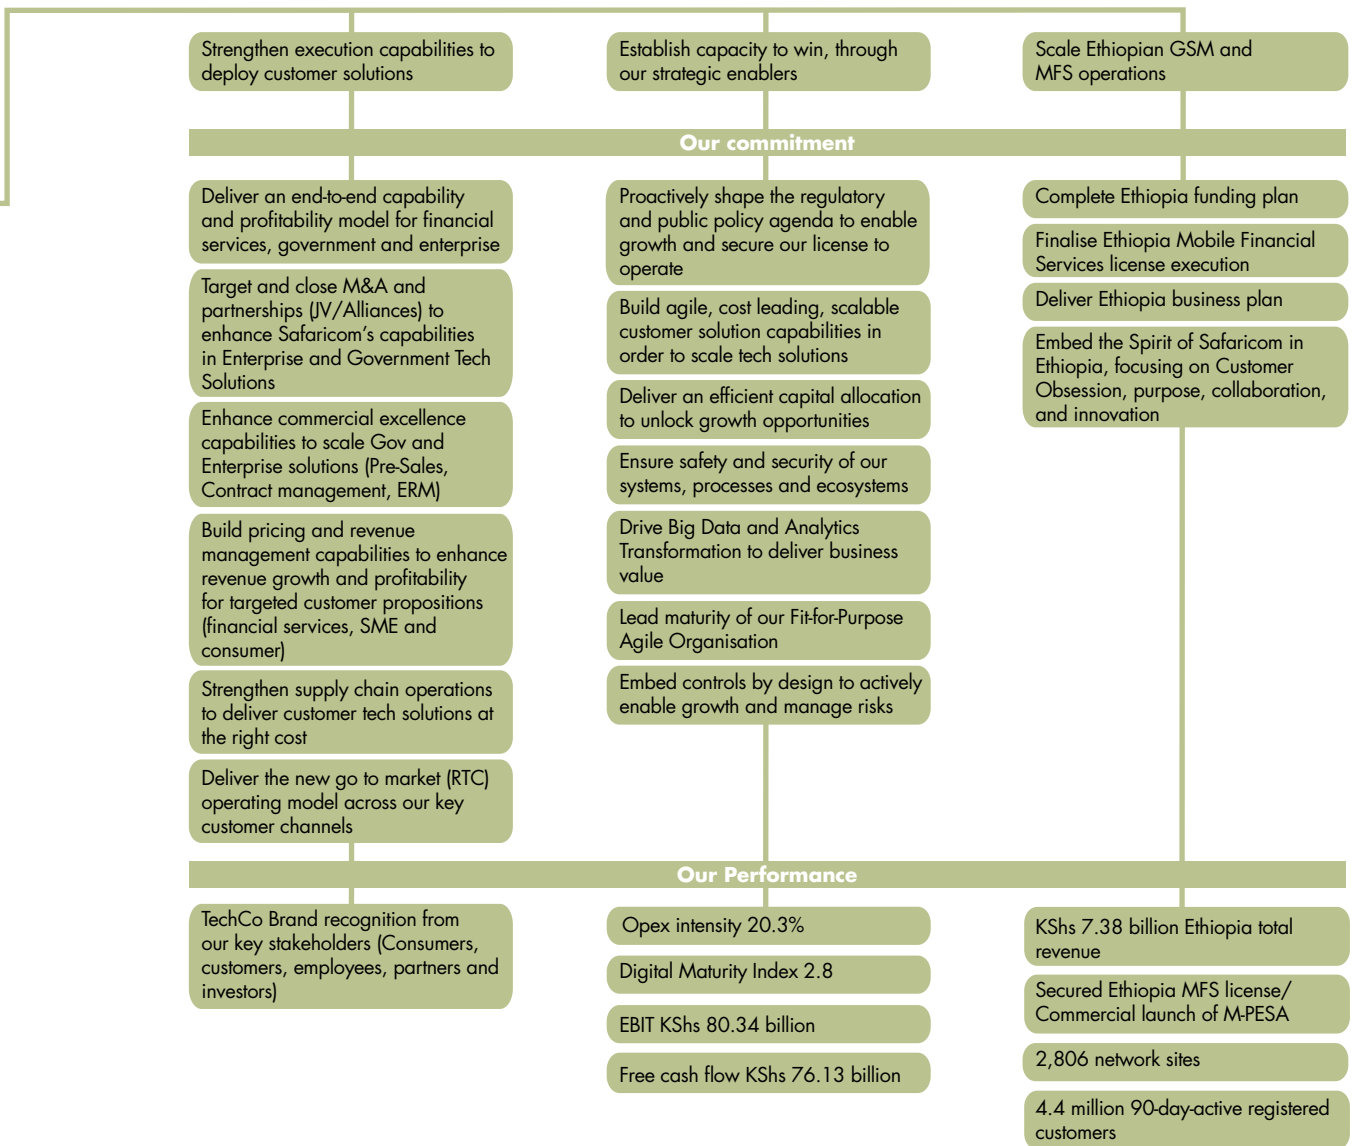 Strengthen execution capabilities to
deploy customer solutions
Establish capacity to win, through
our strategic enablers
Scale Ethiopian GSM and
MFS operations
Our commitment
Deliver an end-to-end capability
and profitability model for financial
services, government and enterprise
Target and close M&A and
partnerships (JV/Alliances) to
enhance Safaricom's capabilities
in Enterprise and Government Tech
Solutions
Enhance commercial excellence
capabilities to scale Gov and
Enterprise solutions (Pre-Sales,
Contract management, ERM)
Build pricing and revenue
management capabilities to enhance
revenue growth and profitability
for targeted customer propositions
(financial services, SME and
consumer)
Strengthen supply chain operations
to deliver customer tech solutions at
the right cost
Deliver the new go to market (RTC)
operating model across our key
customer channels
Proactively shape the regulatory
and public policy agenda to enable
growth and secure our license to
operate
Build agile, cost leading, scalable
customer solution capabilities in
order to scale tech solutions
Deliver an efficient capital allocation
to unlock growth opportunities
Ensure safety and security of our
systems, processes and ecosystems
Drive Big Data and Analytics
Transformation to deliver business
value
Lead maturity of our Fit-for-Purpose
Agile Organisation
Embed controls by design to actively
enable growth and manage risks
Complete Ethiopia funding plan
Finalise Ethiopia Mobile Financial
Services license execution
Deliver Ethiopia business plan
Embed the Spirit of Safaricom in
Ethiopia, focusing on Customer
Obsession, purpose, collaboration,
and innovation
Our Performance
TechCo Brand recognition from
our key stakeholders (Consumers,
customers, employees, partners and
investors)
Opex intensity 20.3%
Digital Maturity Index 2.8
EBIT KShs 80.34 billion
Free cash flow KShs 76.13 billion
KShs 7.38 billion Ethiopia total
revenue
Secured Ethiopia MFS license/
Commercial launch of M-PESA
2,806 network sites
4.4 million 90-day-active registered
customers